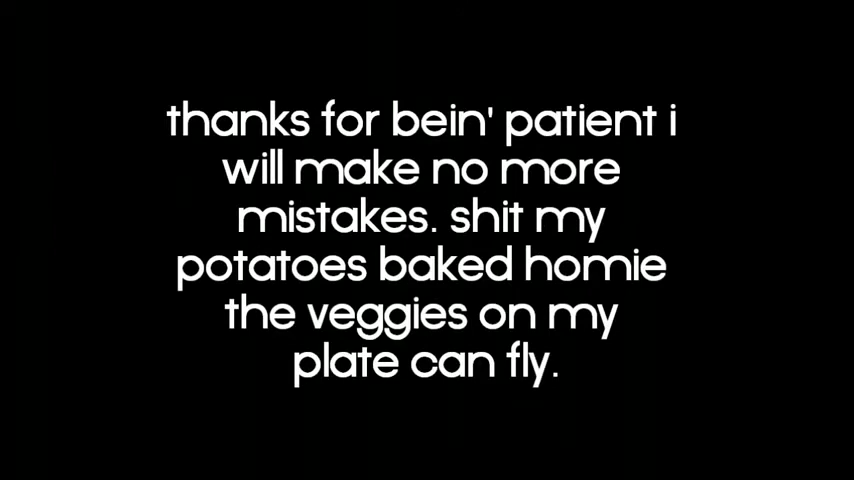 thanks for bein' patient i
will make no more
mistakes. shit my
potatoes baked homie
the veggies on my
plate can fly.